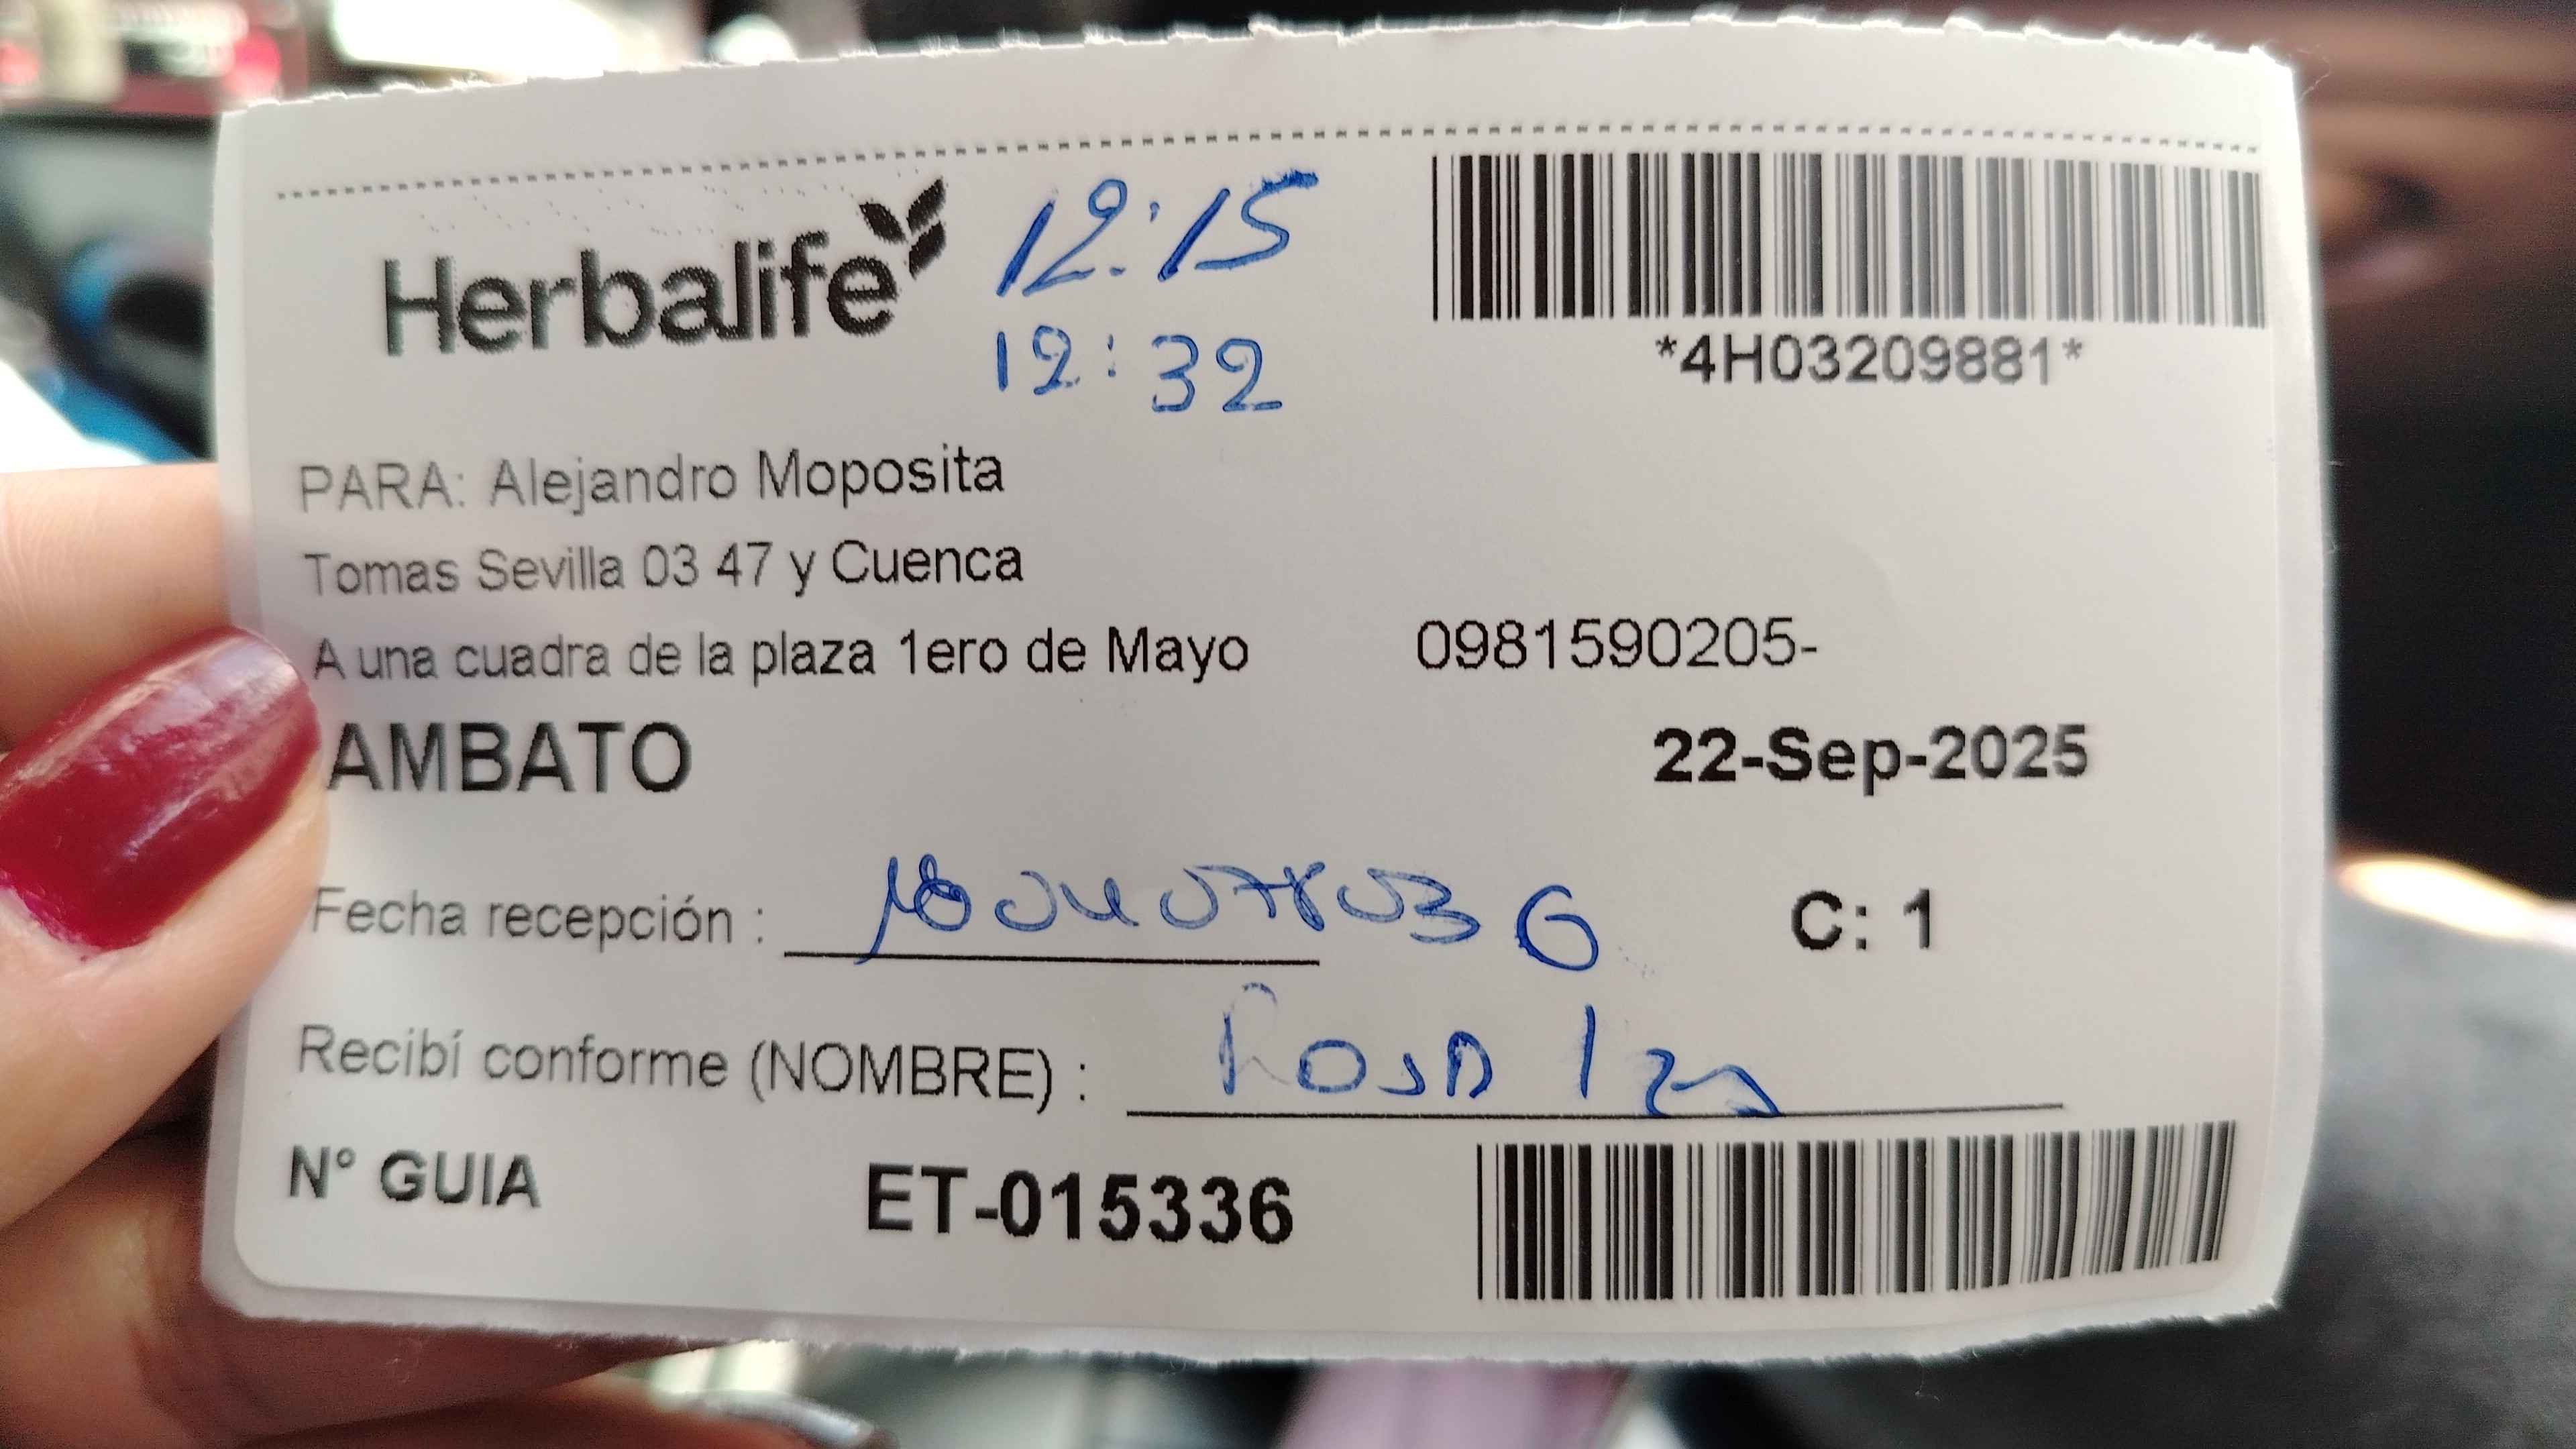 Herbalife
12:15
12:32
*4H03209881*
PARA: Alejandro Moposita
Tomas Sevilla 03 47 y Cuenca
A una cuadra de la plaza 1ero de Mayo 0981590205-
AMBATO 22-Sep-2025
Fecha recepción : C: 1
Recibí conforme (NOMBRE) : Rosa
N° GUIA ET-015336